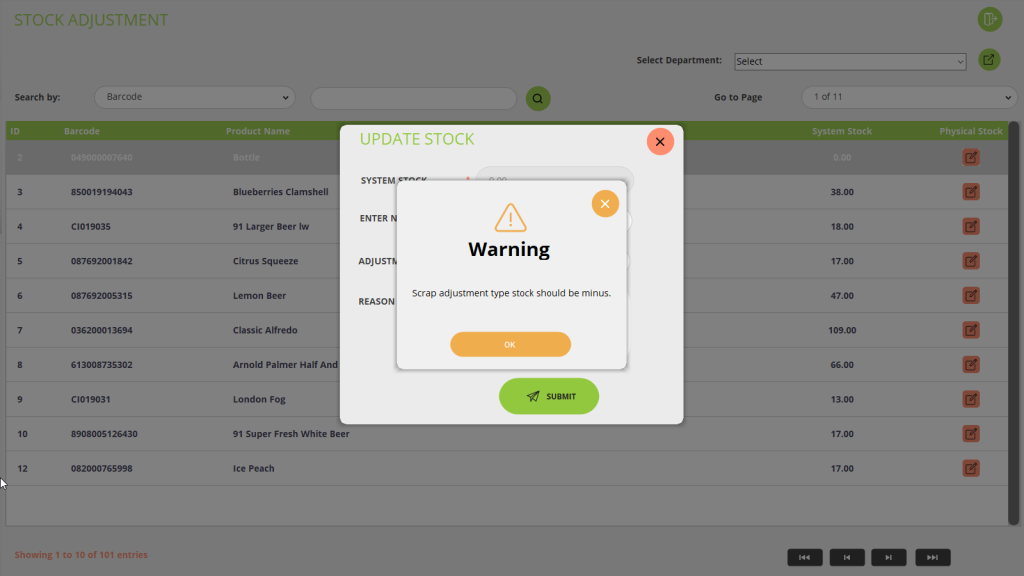 STOCK ADJUSTMENT
Select Department: Select
Search by: Barcode Go to Page 1 of 11
ID Barcode Product Name System Stock Physical Stock
2 049000007640 Bottle 0.00
3 850019194043 Blueberries Clamshell 38.00
4 CI019035 91 Larger Beer lw 18.00
5 087692001842 Citrus Squeeze 17.00
6 087692005315 Lemon Beer 47.00
7 036200013694 Classic Alfredo 109.00
8 613008735302 Arnold Palmer Half And 66.00
9 CI019031 London Fog 13.00
10 8908005126430 91 Super Fresh White Beer 17.00
12 082000765998 Ice Peach 17.00
UPDATE STOCK
SYSTEM STOCK * 0.00
ENTER N
ADJUSTM
REASON
Warning
Scrap adjustment type stock should be minus.
OK
SUBMIT
Showing 1 to 10 of 101 entries